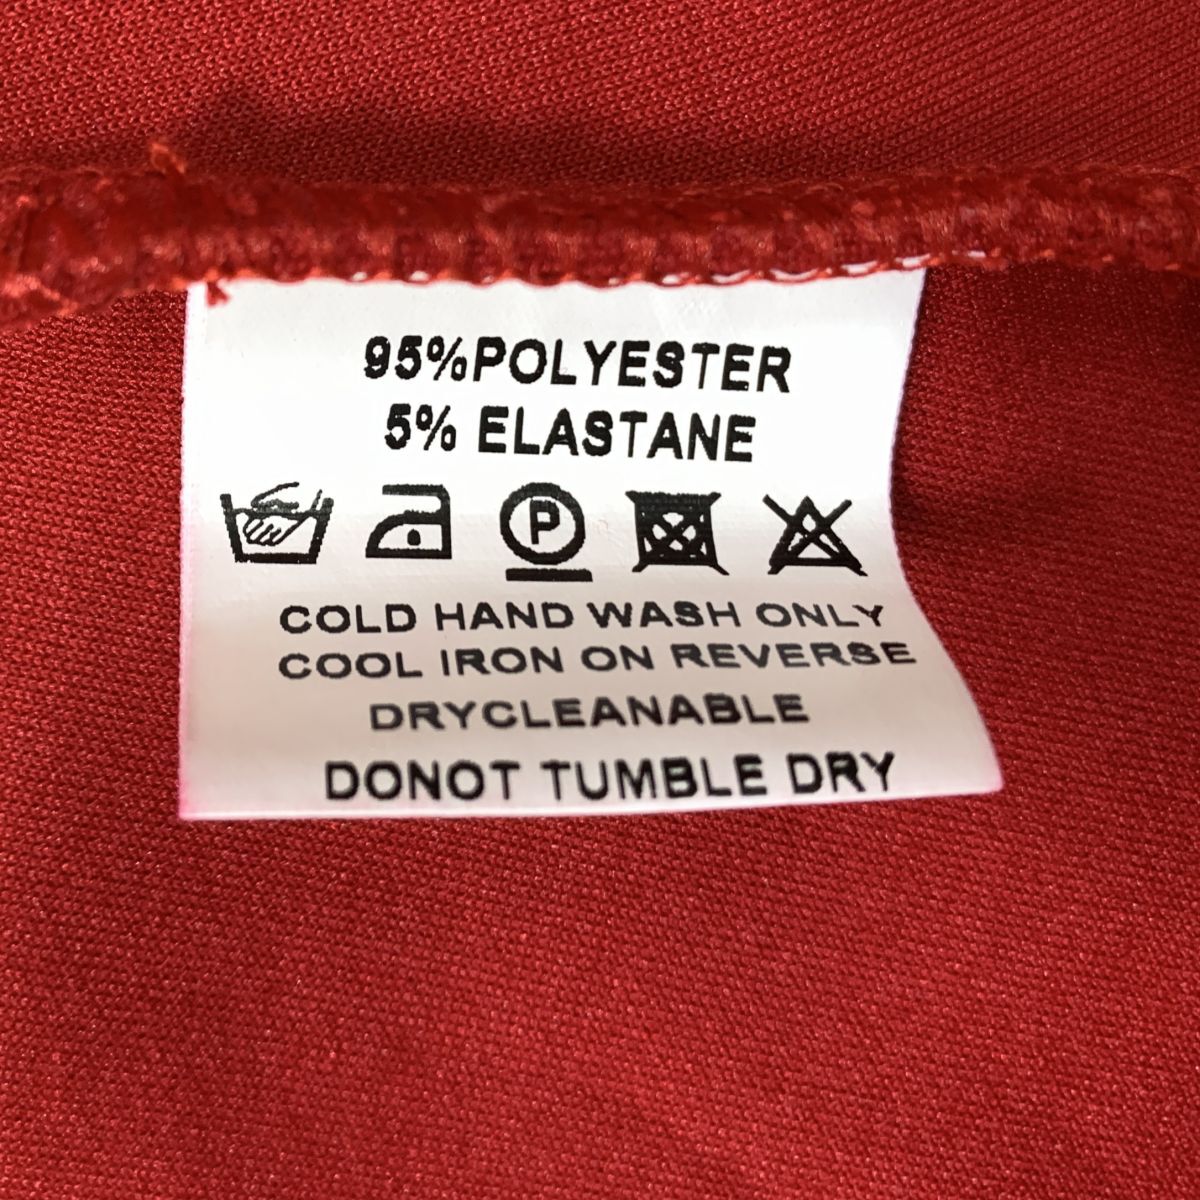 95%POLYESTER
5% ELASTANE
P
COLD HAND WASH ONLY
COOL IRON ON REVERSE
DRYCLEANABLE
DONOT TUMBLE DRY